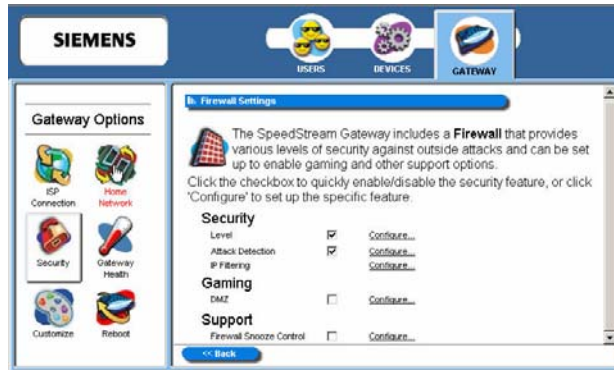 SIEMENS
USERS
DEVICES
GATEWAY
Gateway Options
ISP
Connection
Home
Network
Security
Gateway
Health
Customize
Reboot
Firewall Settings
The SpeedStream Gateway includes a Firewall that provides
various levels of security against outside attacks and can be set
up to enable gaming and other support options.
Click the checkbox to quickly enable/disable the security feature, or click
'Configure' to set up the specific feature.
Security
Level Configure...
Attack Detection Configure...
IP Filtering Configure...
Gaming
DMZ Configure...
Support
Firewall Snooze Control Configure...
<< Back